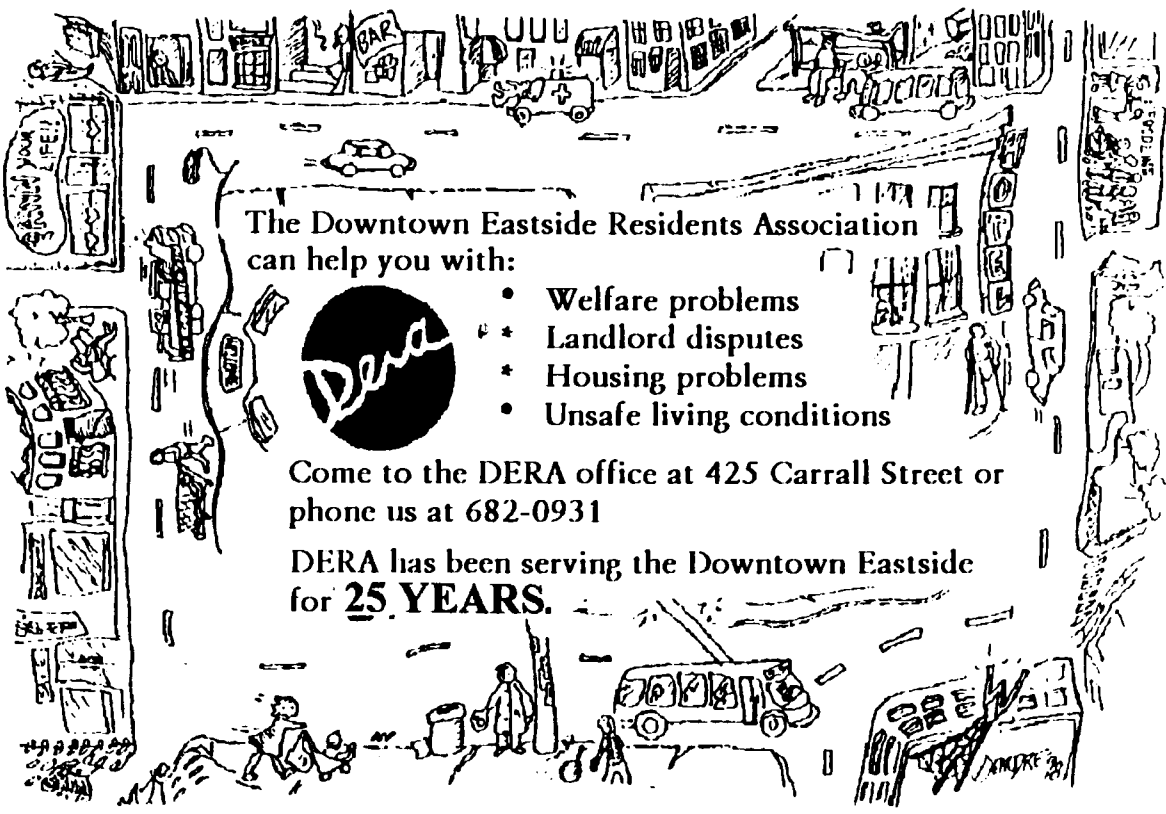 BAR
The Downtown Eastside Residents Association
can help you with:
Dera
• Welfare problems
* Landlord disputes
* Housing problems
• Unsafe living conditions
HOTEL
Come to the DERA office at 425 Carrall Street or
phone us at 682-0931
DERA has been serving the Downtown Eastside
for 25 YEARS.